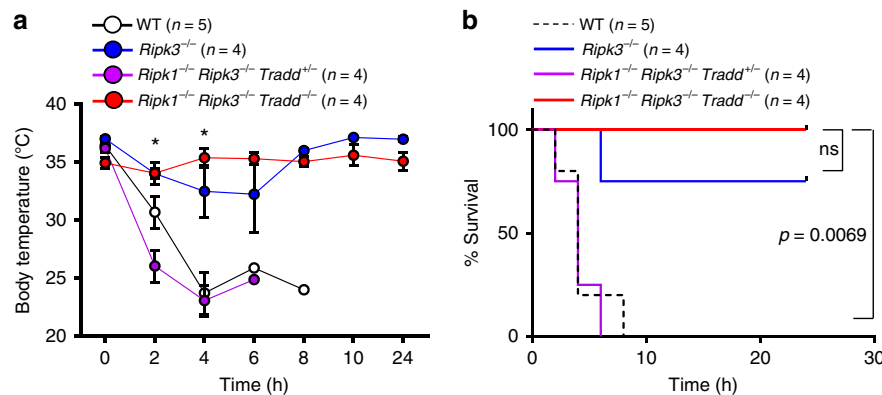 a
WT (n = 5)
Ripk3–/– (n = 4)
Ripk1–/– Ripk3–/– Tradd+/– (n = 4)
Ripk1–/– Ripk3–/– Tradd–/– (n = 4)
Body temperature (°C)
40
35
30
25
20
* *
0 2 4 6 8 10 24
Time (h)
b
WT (n = 5)
Ripk3–/– (n = 4)
Ripk1–/– Ripk3–/– Tradd+/– (n = 4)
Ripk1–/– Ripk3–/– Tradd–/– (n = 4)
% Survival
100
50
0
ns
p = 0.0069
0 10 20 30
Time (h)